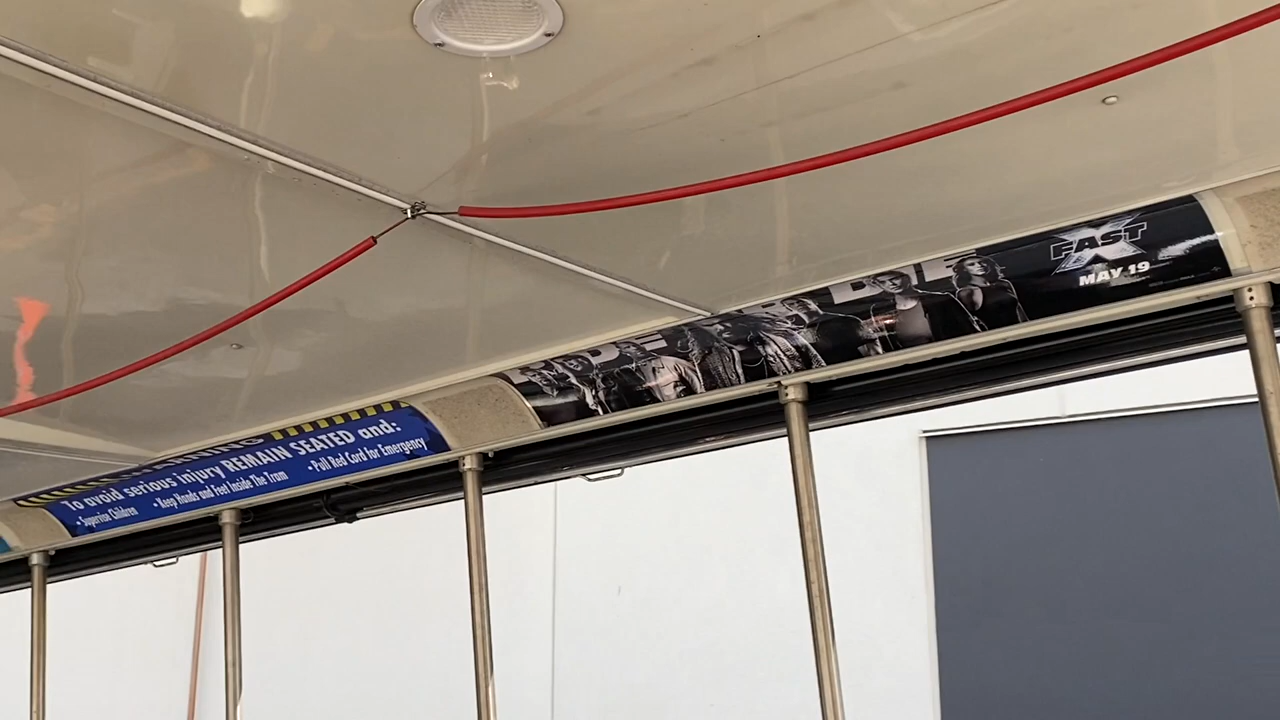 WARNING
To avoid serious injury REMAIN SEATED and:
• Supervise Children
• Keep Hands and Feet Inside The Tram
• Pull Red Cord for Emergency
FAST X
MAY 19